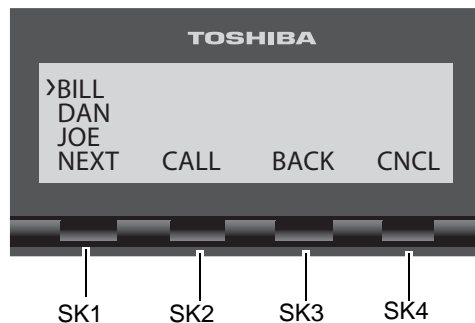 TOSHIBA
›BILL
DAN
JOE
NEXT CALL BACK CNCL
SK1 SK2 SK3 SK4